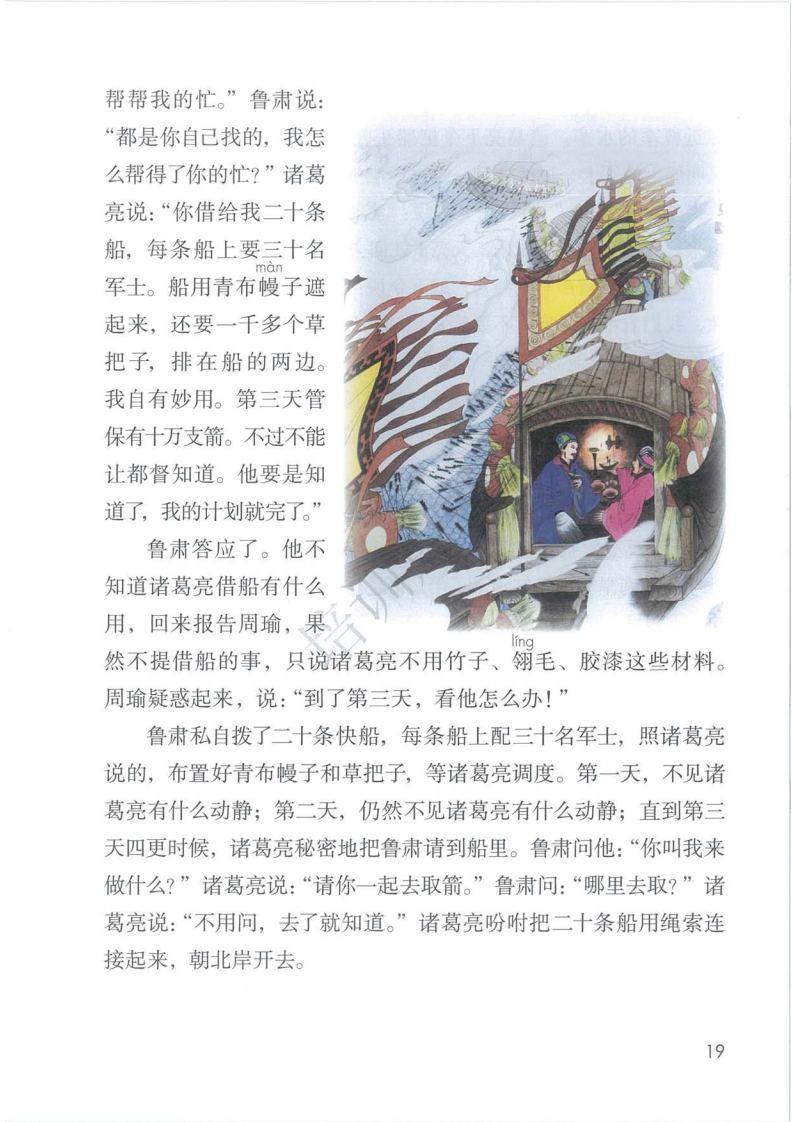 帮帮我的忙。”鲁肃说：
“都是你自己找的，我怎
么帮得了你的忙？”诸葛
亮说：“你借给我二十条
船，每条船上要三十名
màn
军士。船用青布幔子遮
起来，还要一千多个草
把子，排在船的两边。
我自有妙用。第三天管
保有十万支箭。不过不能
让都督知道。他要是知
道了，我的计划就完了。”
鲁肃答应了。他不
知道诸葛亮借船有什么
用，回来报告周瑜，果
líng
然不提借船的事，只说诸葛亮不用竹子、翎毛、胶漆这些材料。
周瑜疑惑起来，说：“到了第三天，看他怎么办！”
鲁肃私自拨了二十条快船，每条船上配三十名军士，照诸葛亮
说的，布置好青布幔子和草把子，等诸葛亮调度。第一天，不见诸
葛亮有什么动静；第二天，仍然不见诸葛亮有什么动静；直到第三
天四更时候，诸葛亮秘密地把鲁肃请到船里。鲁肃问他：“你叫我来
做什么？”诸葛亮说：“请你一起去取箭。”鲁肃问：“哪里去取？”诸
葛亮说：“不用问，去了就知道。”诸葛亮吩咐把二十条船用绳索连
接起来，朝北岸开去。
培训
19